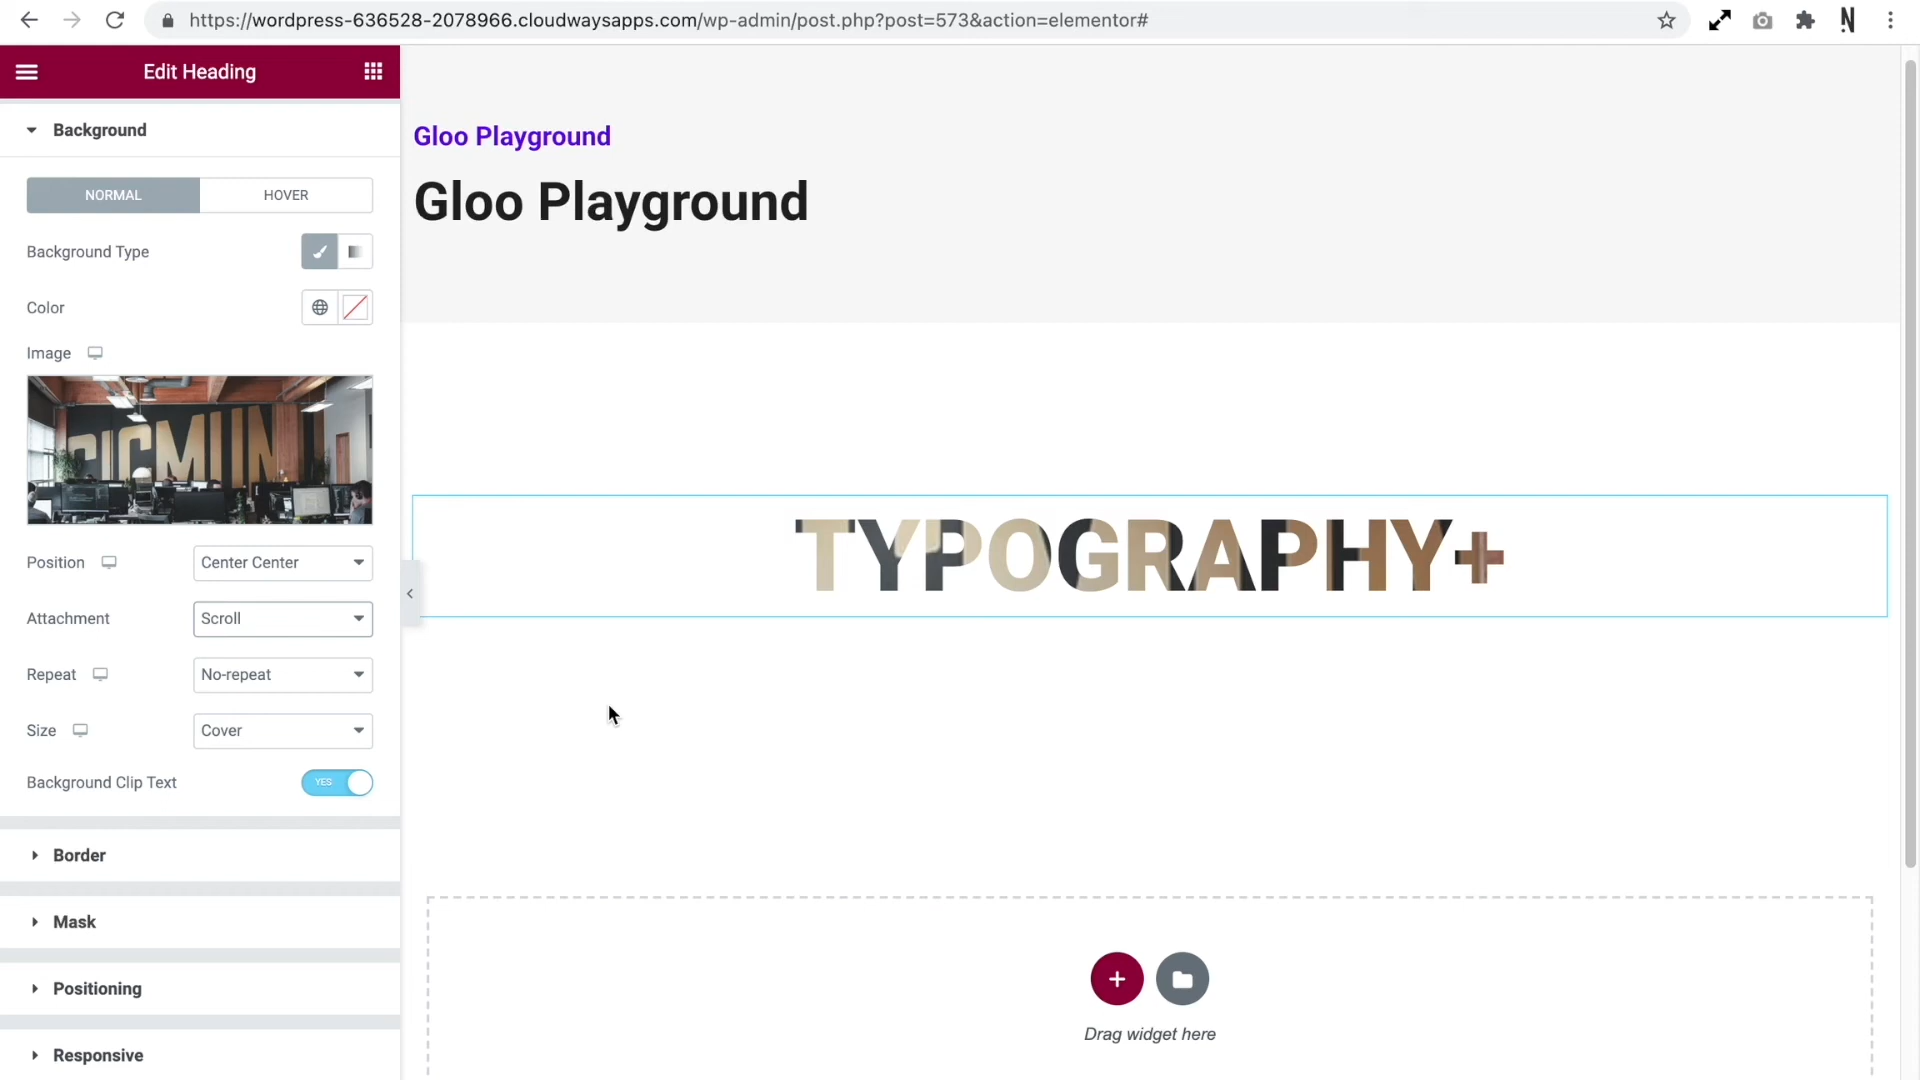 https://wordpress-636528-2078966.cloudwaysapps.com/wp-admin/post.php?post=573&action=elementor#
N
Edit Heading
Background
NORMAL
HOVER
Background Type
Color
Image
Position
Center Center
Attachment
Scroll
Repeat
No-repeat
Size
Cover
Background Clip Text
YES
Border
Mask
Positioning
Responsive
Gloo Playground
Gloo Playground
TYPOGRAPHY+
Drag widget here